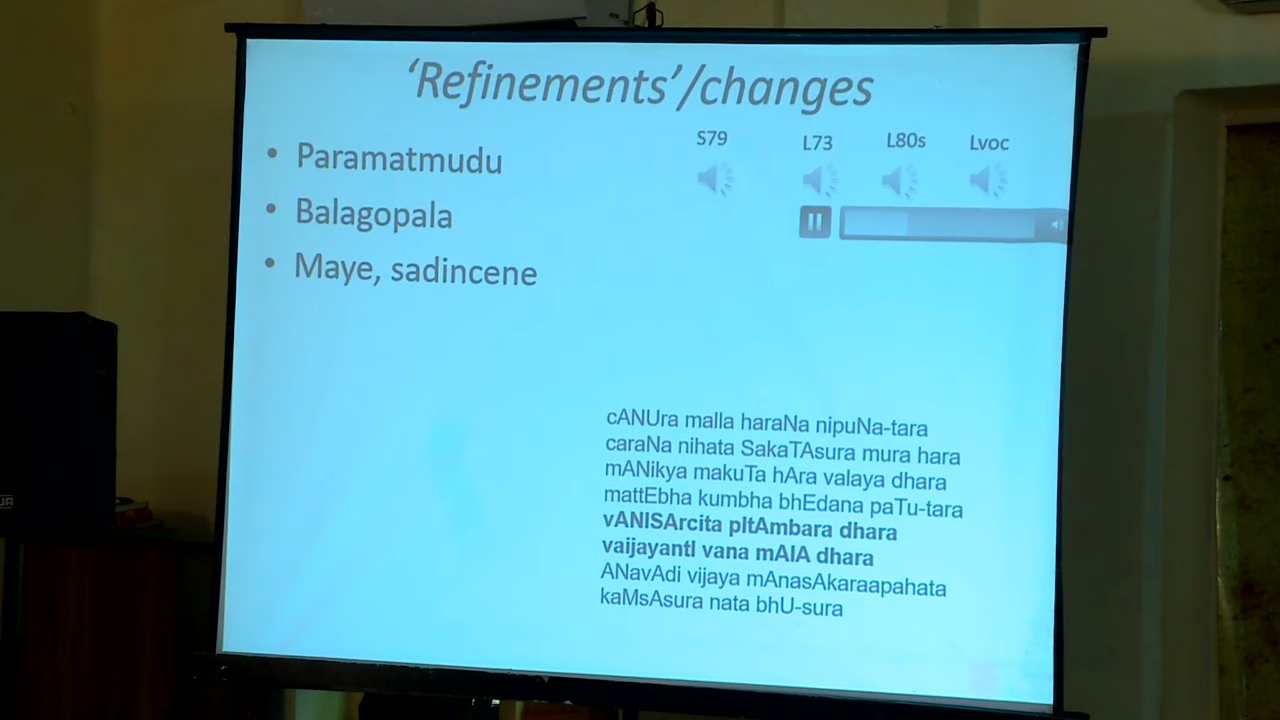 ‘Refinements’/changes
• Paramatmudu
• Balagopala
• Maye, sadincene
S79 L73 L80s Lvoc
cANUra malla haraNa nipuNa-tara
caraNa nihata SakaTAsura mura hara
mANikya makuTa hAra valaya dhara
mattEbha kumbha bhEdana paTu-tara
vANISArcita pItAmbara dhara
vaijayantI vana mAlA dhara
ANavAdi vijaya mAnasAkaraapahata
kaMsAsura nata bhU-sura